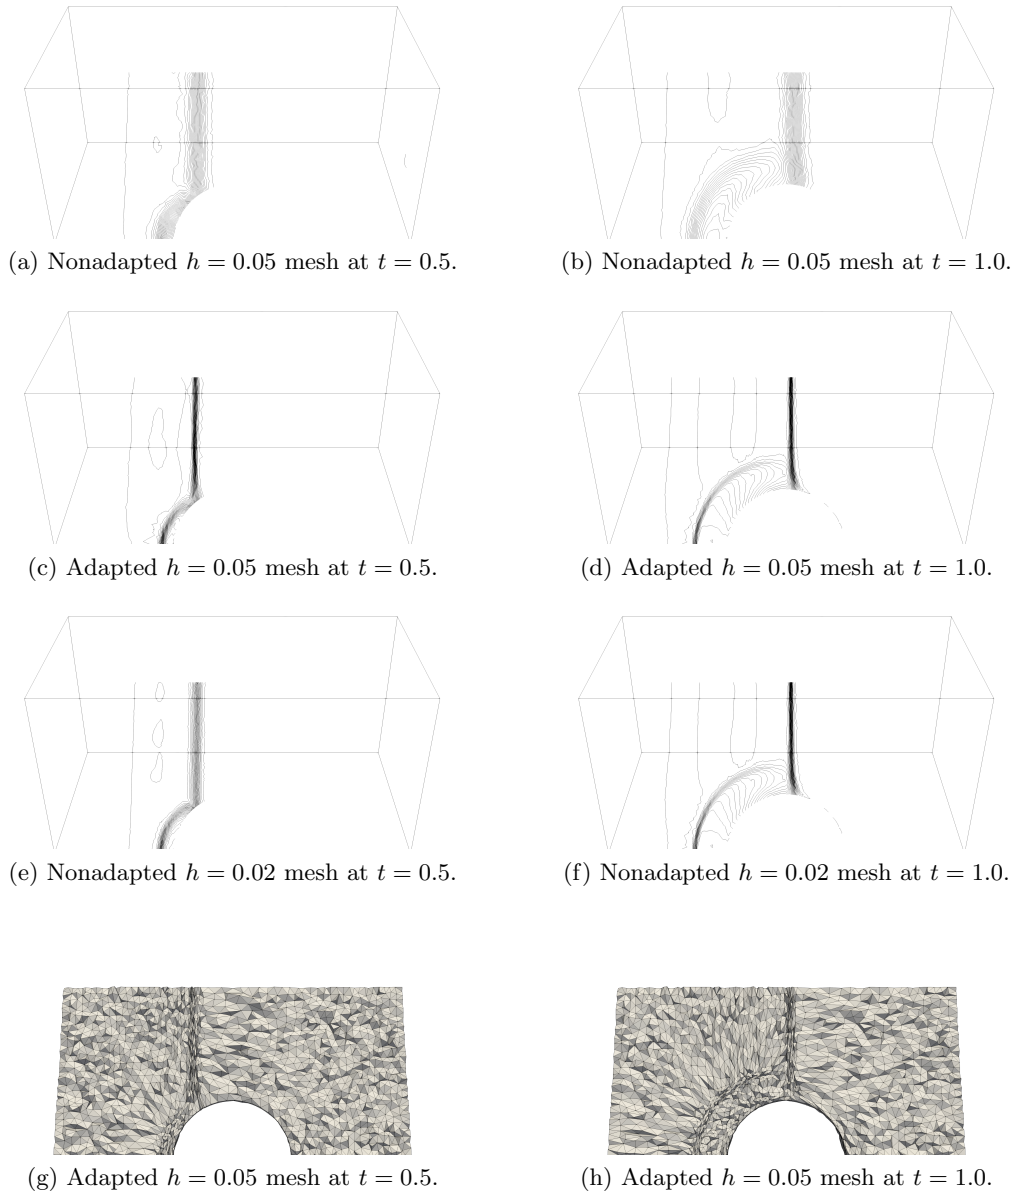 (a) Nonadapted h = 0.05 mesh at t = 0.5.
(b) Nonadapted h = 0.05 mesh at t = 1.0.
(c) Adapted h = 0.05 mesh at t = 0.5.
(d) Adapted h = 0.05 mesh at t = 1.0.
(e) Nonadapted h = 0.02 mesh at t = 0.5.
(f) Nonadapted h = 0.02 mesh at t = 1.0.
(g) Adapted h = 0.05 mesh at t = 0.5.
(h) Adapted h = 0.05 mesh at t = 1.0.